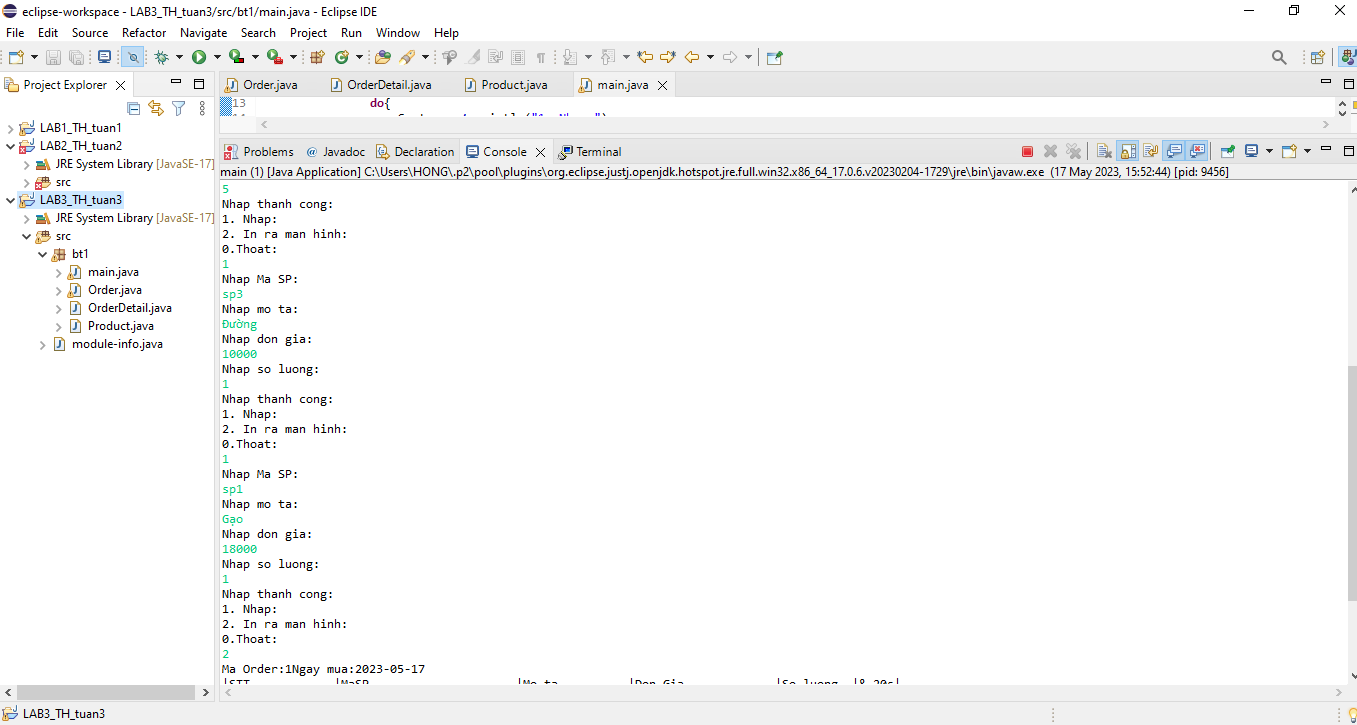 eclipse-workspace - LAB3_TH_tuan3/src/bt1/main.java - Eclipse IDE
File Edit Source Refactor Navigate Search Project Run Window Help
Project Explorer
LAB1_TH_tuan1
LAB2_TH_tuan2
JRE System Library [JavaSE-17]
src
LAB3_TH_tuan3
JRE System Library [JavaSE-17]
src
bt1
main.java
Order.java
OrderDetail.java
Product.java
module-info.java
Order.java OrderDetail.java Product.java main.java
13 do{
Problems @ Javadoc Declaration Console Terminal
main (1) [Java Application] C:\Users\HONG\.p2\pool\plugins\org.eclipse.justj.openjdk.hotspot.jre.full.win32.x86_64_17.0.6.v20230204-1729\jre\bin\javaw.exe (17 May 2023, 15:52:44) [pid: 9456]
5
Nhap thanh cong:
1. Nhap:
2. In ra man hinh:
0.Thoat:
1
Nhap Ma SP:
sp3
Nhap mo ta:
Đường
Nhap don gia:
10000
Nhap so luong:
1
Nhap thanh cong:
1. Nhap:
2. In ra man hinh:
0.Thoat:
1
Nhap Ma SP:
sp1
Nhap mo ta:
Gạo
Nhap don gia:
18000
Nhap so luong:
1
Nhap thanh cong:
1. Nhap:
2. In ra man hinh:
0.Thoat:
2
Ma Order:1Ngay mua:2023-05-17
|STT |MaSP |Mo ta |Don Gia |So luong |& 20s|
LAB3_TH_tuan3